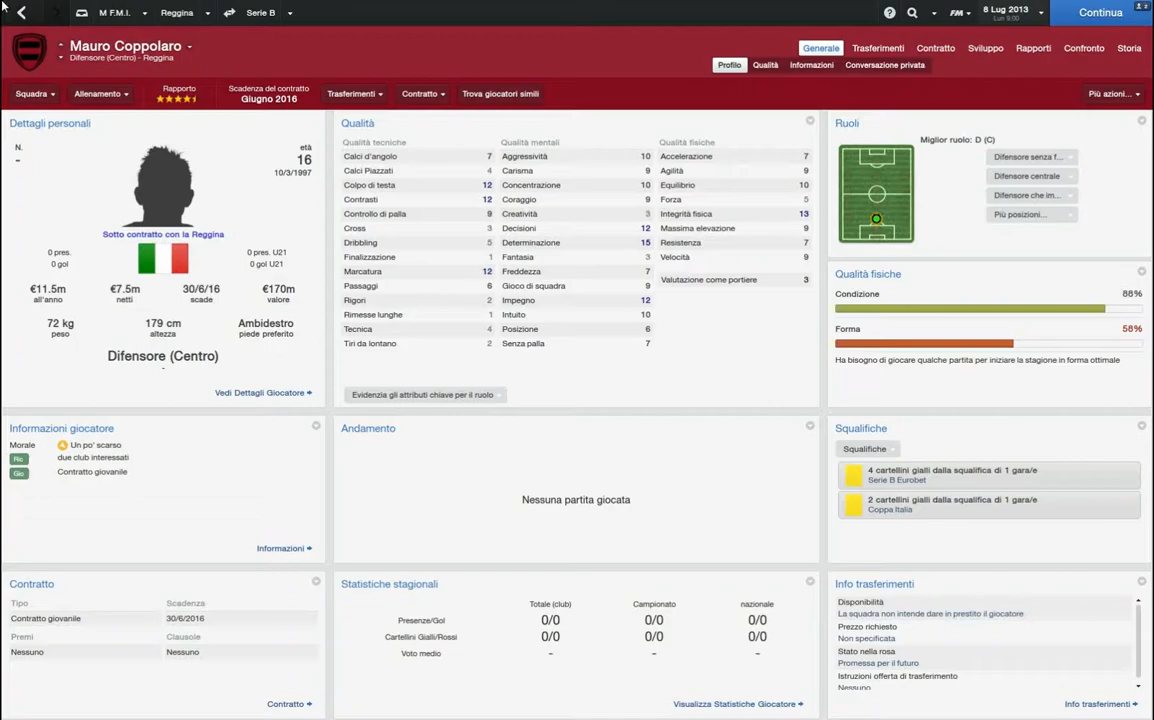 M F.M.I.
Reggina
Serie B
FM
8 Lug 2013
Lun 9:00
Continua
2
Mauro Coppolaro
Difensore (Centro) - Reggina
Generale
Trasferimenti
Contratto
Sviluppo
Rapporti
Confronto
Storia
Profilo
Qualità
Informazioni
Conversazione privata
Squadra
Allenamento
Rapporto
Scadenza del contratto
Giugno 2016
Trasferimenti
Contratto
Trova giocatori simili
Più azioni...
Dettagli personali
N.
-
età
16
10/3/1997
Sotto contratto con la Reggina
0 pres.
0 gol
0 pres. U21
0 gol U21
€11.5m
all'anno
€7.5m
netti
30/6/16
scade
€170m
valore
72 kg
peso
179 cm
altezza
Ambidestro
piede preferito
Difensore (Centro)
-
Vedi Dettagli Giocatore
Qualità
Qualità tecniche
Calci d'angolo 7
Calci Piazzati 4
Colpo di testa 12
Contrasti 12
Controllo di palla 9
Cross 3
Dribbling 5
Finalizzazione 1
Marcatura 12
Passaggi 6
Rigori 2
Rimesse lunghe 1
Tecnica 4
Tiri da lontano 2
Qualità mentali
Aggressività 10
Carisma 9
Concentrazione 10
Coraggio 9
Creatività 3
Decisioni 12
Determinazione 15
Fantasia 3
Freddezza 7
Gioco di squadra 9
Impegno 12
Intuito 10
Posizione 6
Senza palla 7
Qualità fisiche
Accelerazione 7
Agilità 9
Equilibrio 10
Forza 5
Integrità fisica 13
Massima elevazione 9
Resistenza 7
Velocità 9
Valutazione come portiere 3
Evidenzia gli attributi chiave per il ruolo
Ruoli
Miglior ruolo: D (C)
Difensore senza f...
Difensore centrale
Difensore che im...
Più posizioni...
Qualità fisiche
Condizione 88%
Forma 58%
Ha bisogno di giocare qualche partita per iniziare la stagione in forma ottimale
Informazioni giocatore
Morale Un po' scarso
Ric due club interessati
Gio Contratto giovanile
Informazioni
Andamento
Nessuna partita giocata
Squalifiche
Squalifiche
4 cartellini gialli dalla squalifica di 1 gara/e
Serie B Eurobet
2 cartellini gialli dalla squalifica di 1 gara/e
Coppa Italia
Contratto
Tipo Scadenza
Contratto giovanile 30/6/2016
Premi Clausole
Nessuno Nessuno
Contratto
Statistiche stagionali
Totale (club) Campionato nazionale
Presenze/Gol 0/0 0/0 0/0
Cartellini Gialli/Rossi 0/0 0/0 0/0
Voto medio - - -
Visualizza Statistiche Giocatore
Info trasferimenti
Disponibilità
La squadra non intende dare in prestito il giocatore
Prezzo richiesto
Non specificata
Stato nella rosa
Promessa per il futuro
Istruzioni offerta di trasferimento
Nessuno
Info trasferimenti